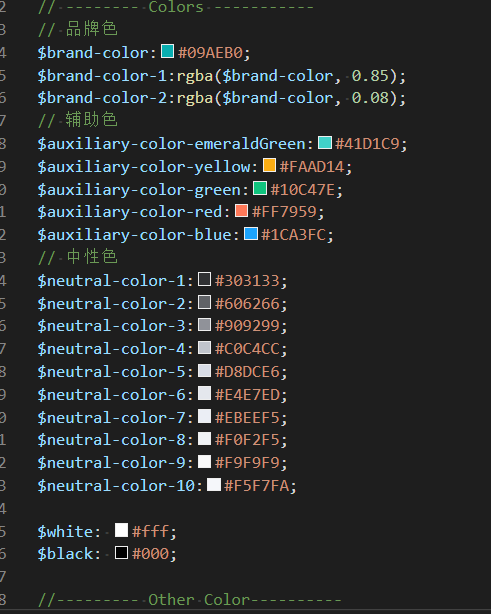 2 // --------- Colors -----------
3 // 品牌色
4 $brand-color: #09AEB0;
5 $brand-color-1:rgba($brand-color, 0.85);
6 $brand-color-2:rgba($brand-color, 0.08);
7 // 辅助色
8 $auxiliary-color-emeraldGreen: #41D1C9;
9 $auxiliary-color-yellow: #FAAD14;
0 $auxiliary-color-green: #10C47E;
1 $auxiliary-color-red: #FF7959;
2 $auxiliary-color-blue: #1CA3FC;
3 // 中性色
4 $neutral-color-1: #303133;
5 $neutral-color-2: #606266;
6 $neutral-color-3: #909299;
7 $neutral-color-4: #C0C4CC;
8 $neutral-color-5: #D8DCE6;
9 $neutral-color-6: #E4E7ED;
0 $neutral-color-7: #EBEEF5;
1 $neutral-color-8: #F0F2F5;
2 $neutral-color-9: #F9F9F9;
3 $neutral-color-10: #F5F7FA;
4
5 $white: #fff;
6 $black: #000;
7
8 //---------- Other Color----------